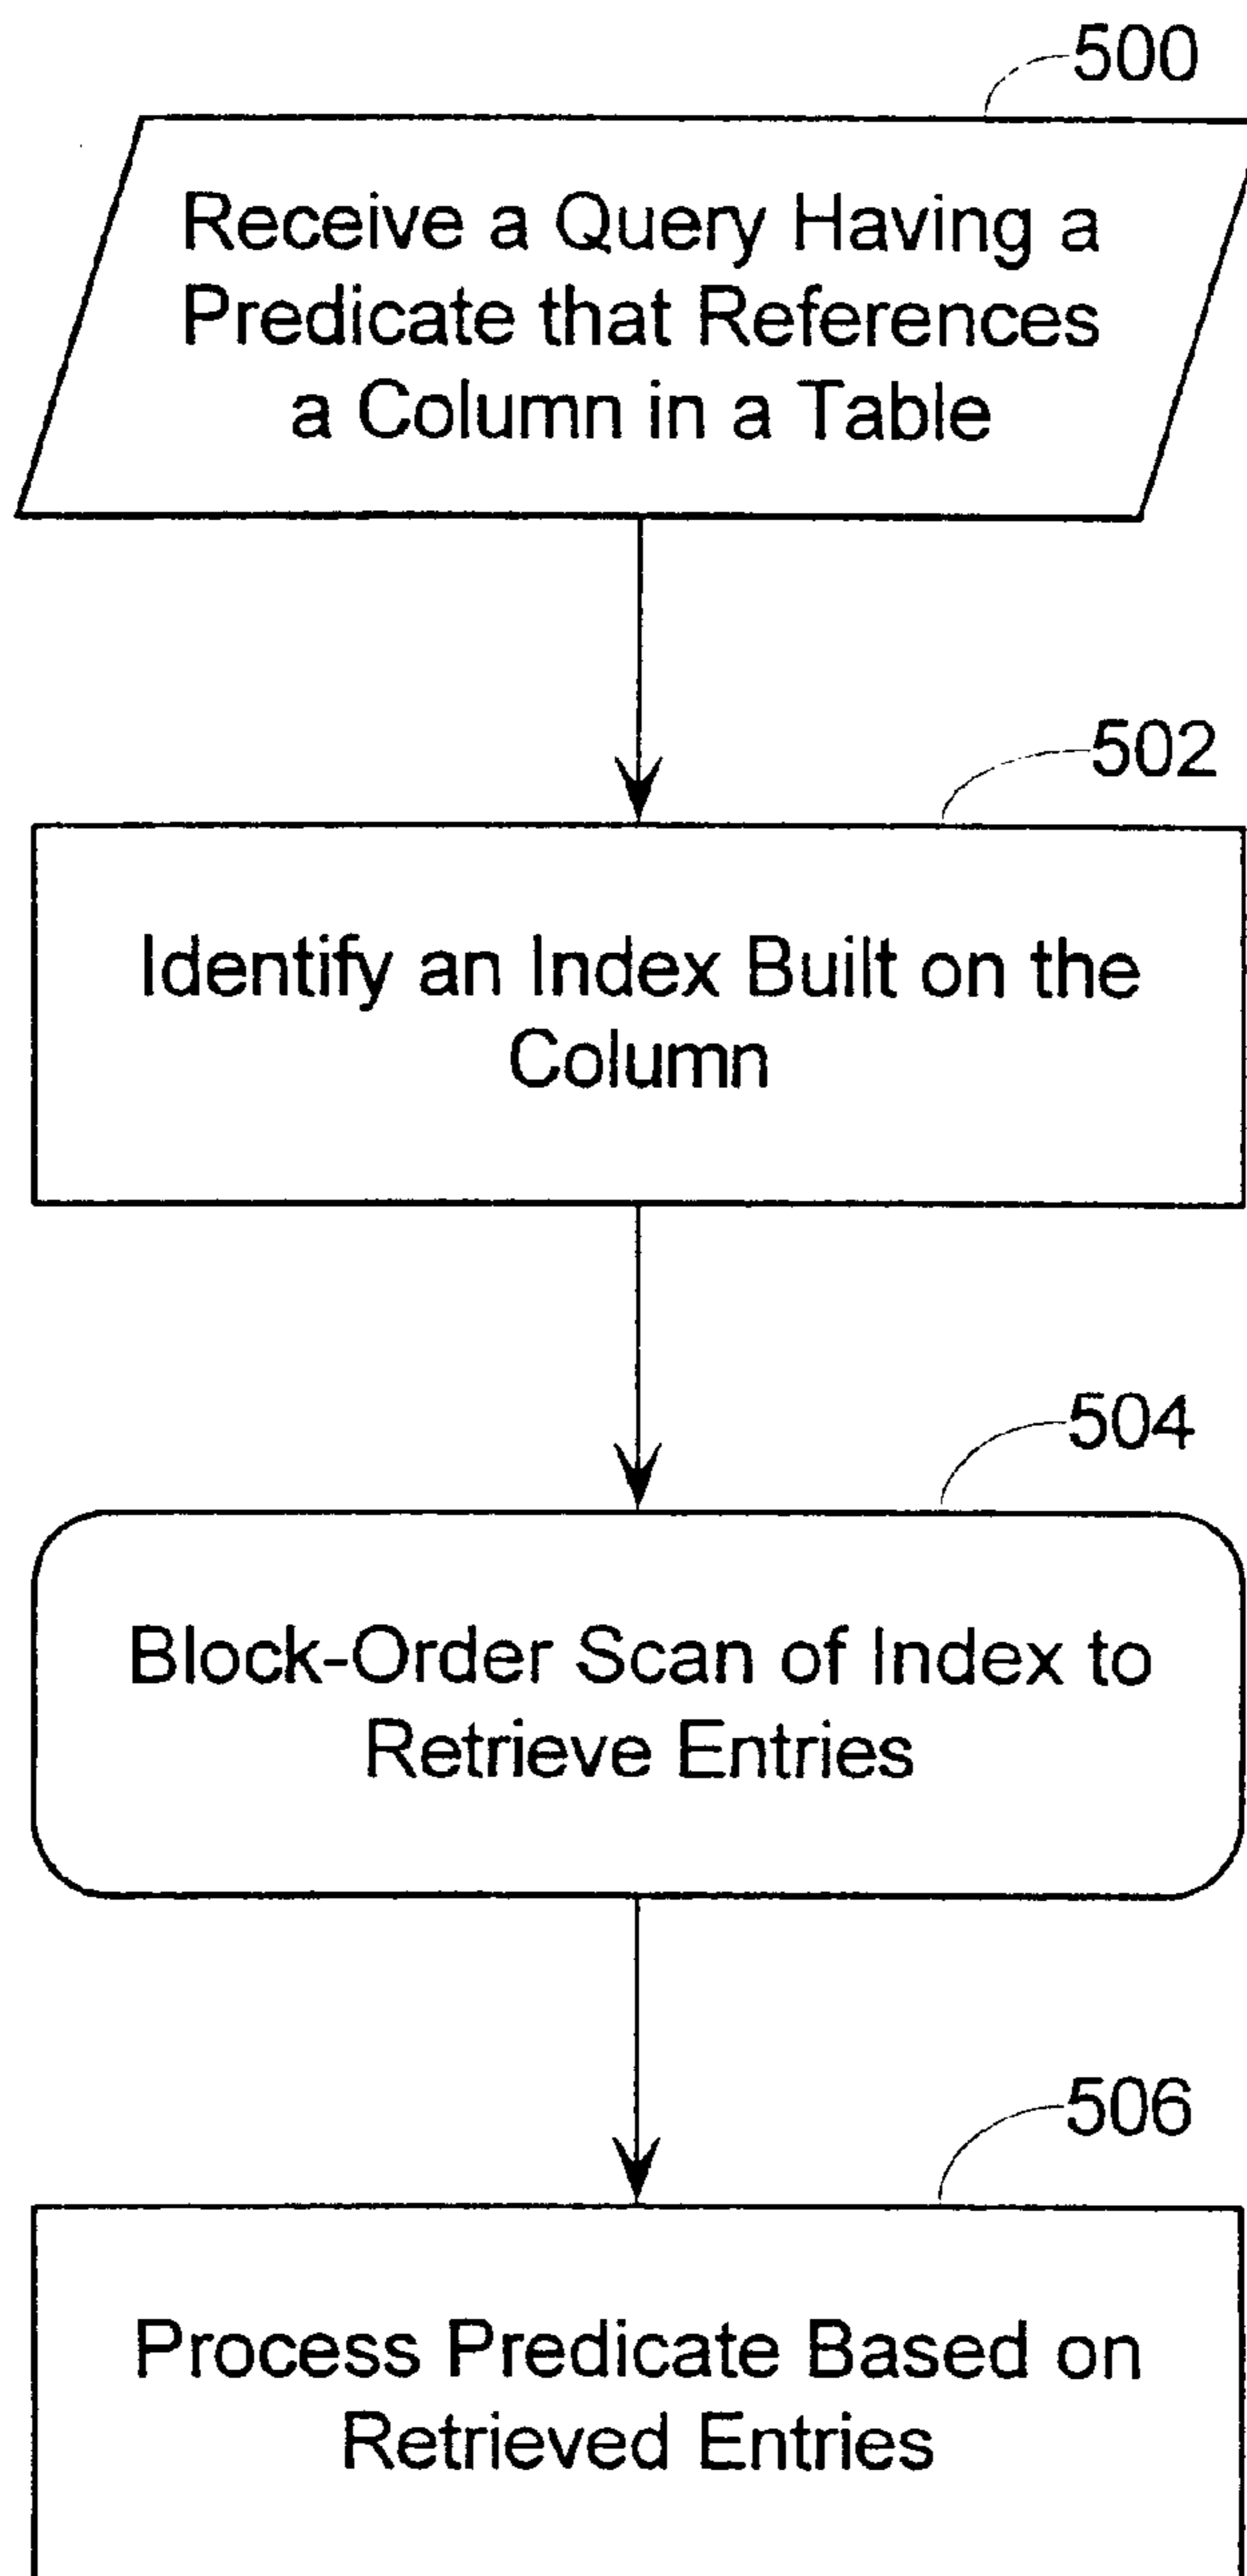 500
Receive a Query Having a
Predicate that References
a Column in a Table
502
Identify an Index Built on the
Column
504
Block-Order Scan of Index to
Retrieve Entries
506
Process Predicate Based on
Retrieved Entries